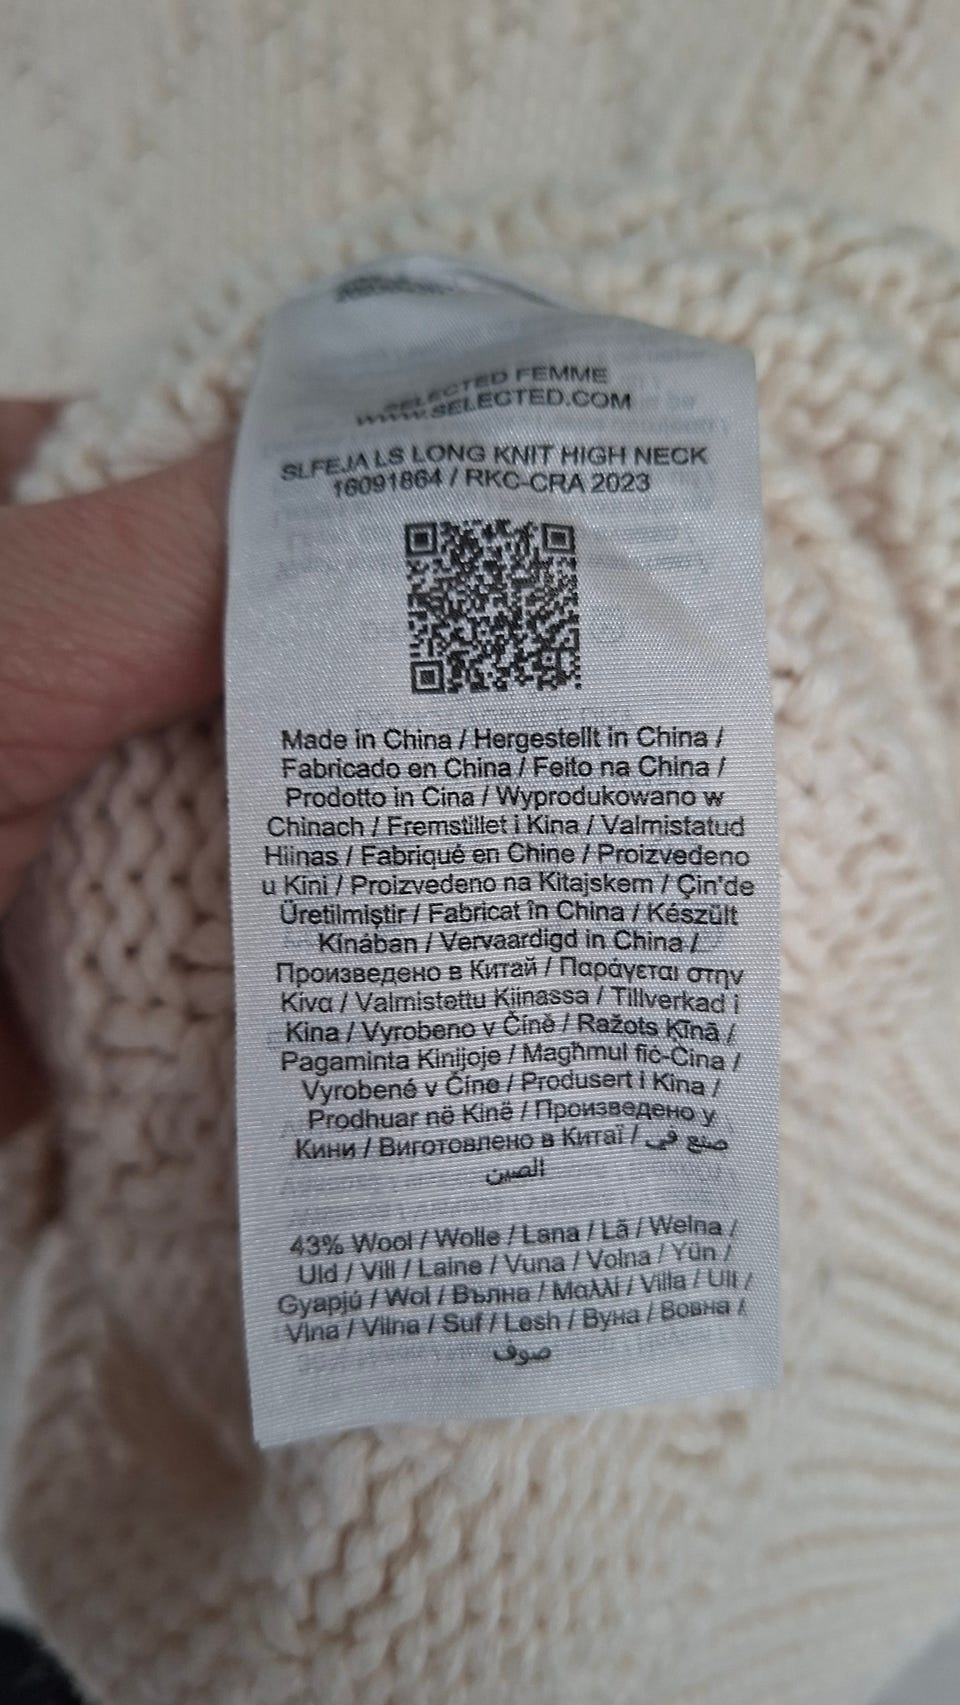 SELECTED FEMME
www.SELECTED.COM
SLFEJA LS LONG KNIT HIGH NECK
16091864 / RKC-CRA 2023
Made in China / Hergestellt in China /
Fabricado en China / Feito na China /
Prodotto in Cina / Wyprodukowano w
Chinach / Fremstillet i Kina / Valmistatud
Hiinas / Fabriqué en Chine / Proizvedeno
u Kini / Proizvedeno na Kitajskem / Çin'de
Üretilmiştir / Fabricat în China / Készült
Kínában / Vervaardigd in China /
Произведено в Китай / Παράγεται στην
Κίνα / Valmistettu Kiinassa / Tillverkad i
Kina / Vyrobeno v Číně / Ražots Ķīnā /
Pagaminta Kinijoje / Magħmul fiċ-Ċina /
Vyrobené v Číne / Produsert i Kina /
Prodhuar në Kinë / Произведено у
Кини / Виготовлено в Китаї / صنع في
الصين
43% Wool / Wolle / Lana / Lã / Wełna /
Uld / Vill / Laine / Vuna / Volna / Yün /
Gyapjú / Wol / Вълна / Μαλλί / Villa / Ull /
Vlna / Vilna / Suf / Lesh / Вуна / Вовна /
صوف